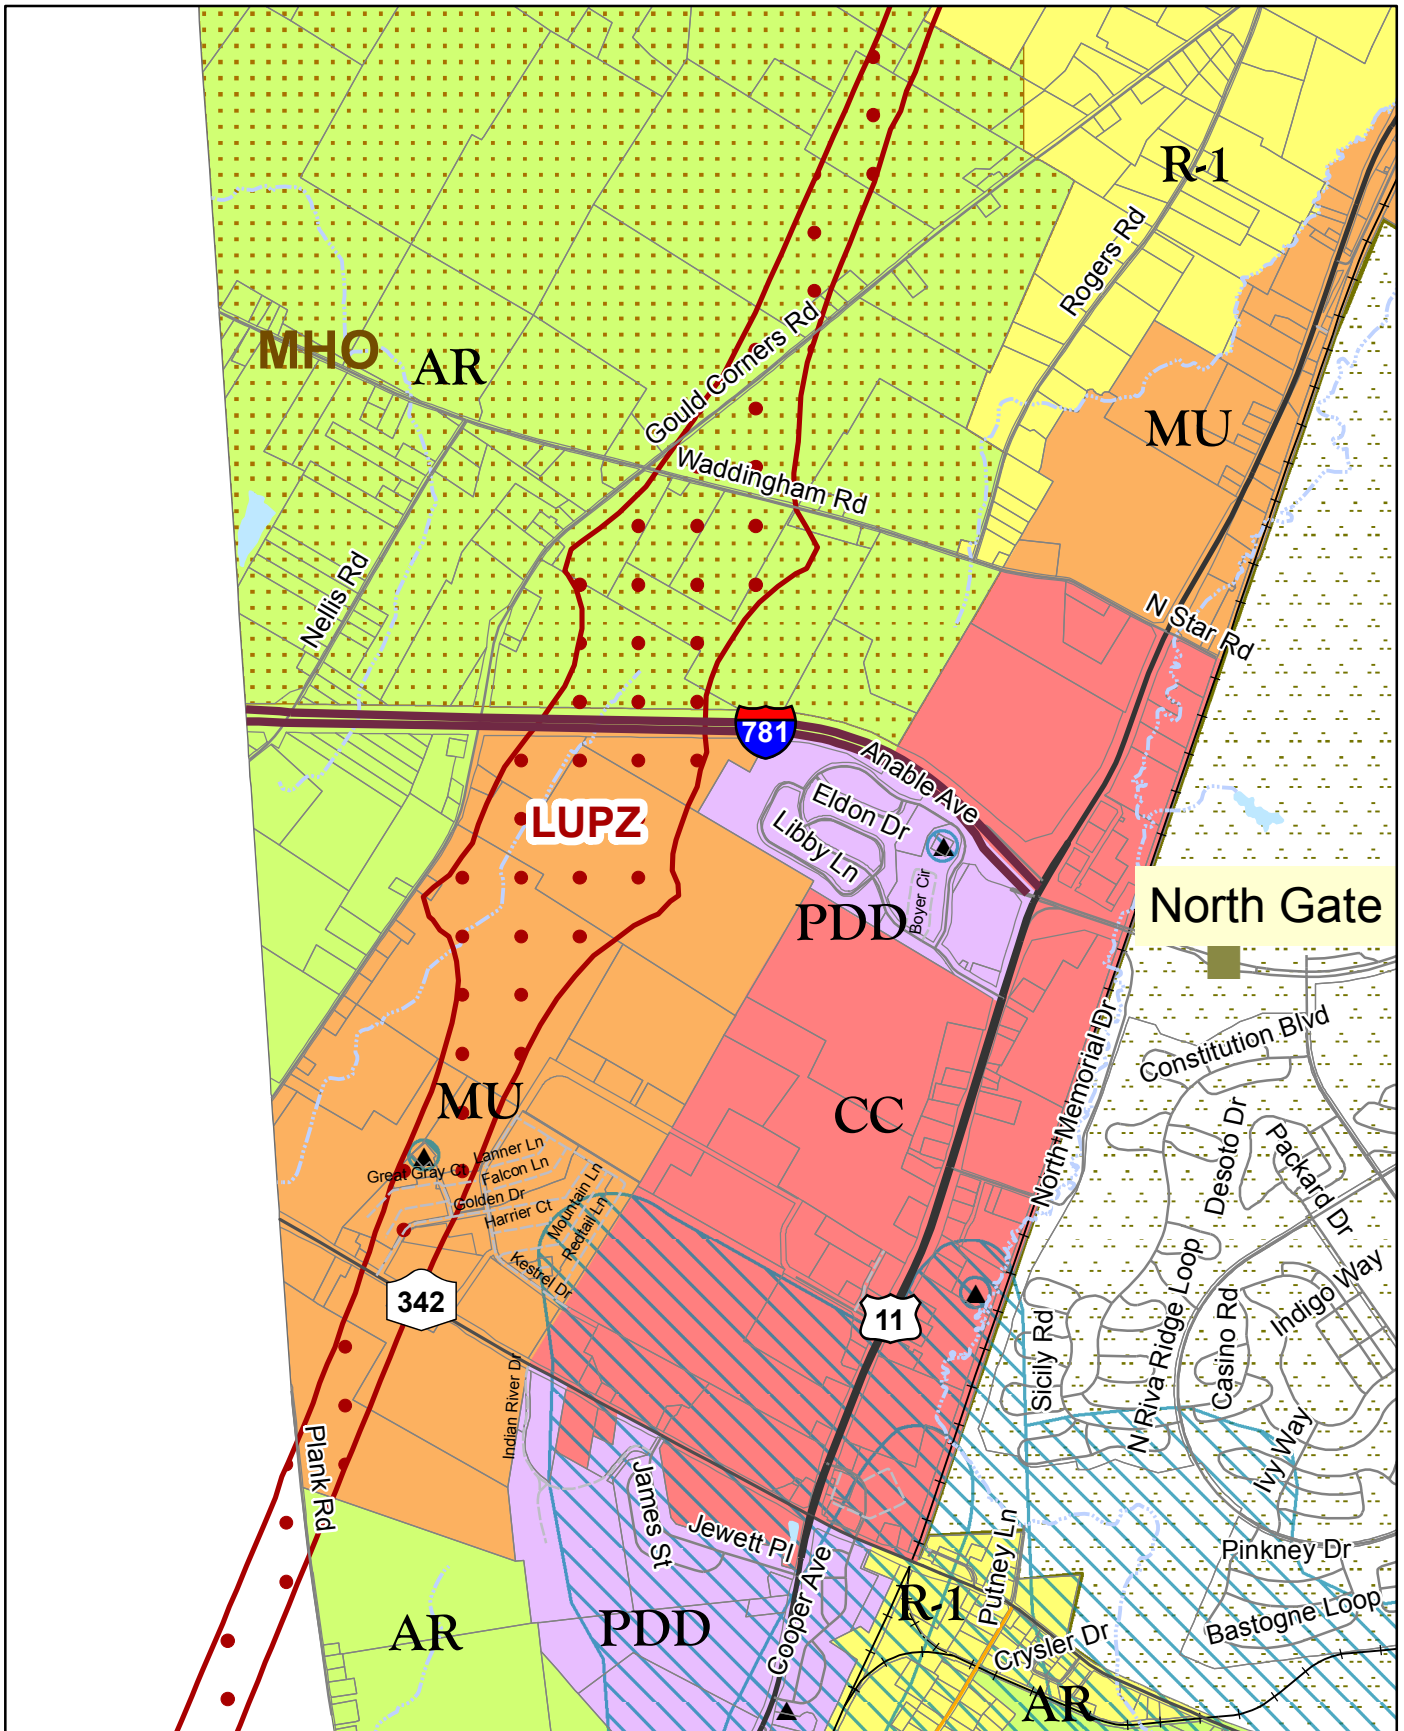 R-1
Rogers Rd
MHO
AR
Gould Corners Rd
MU
Waddingham Rd
Nellis Rd
N Star Rd
781
Anable Ave
Eldon Dr
Libby Ln
LUPZ
Boyer Cir
PDD
North Gate
Constitution Blvd
North Memorial Dr
MU
CC
Desoto Dr
Packard Dr
Lanner Ln
Great Gray Ct
Falcon Ln
Golden Dr
Harrier Ct
Mountain Ln
Redtail Ln
Kestrel Dr
342
11
N Riva Ridge Loop
Casino Rd
Indigo Way
Sicily Rd
Indian River Dr
Ivy Way
Plank Rd
James St
Jewett Pl
Cooper Ave
Putney Ln
Pinkney Dr
R-1
Bastogne Loop
AR
PDD
Crysler Dr
AR